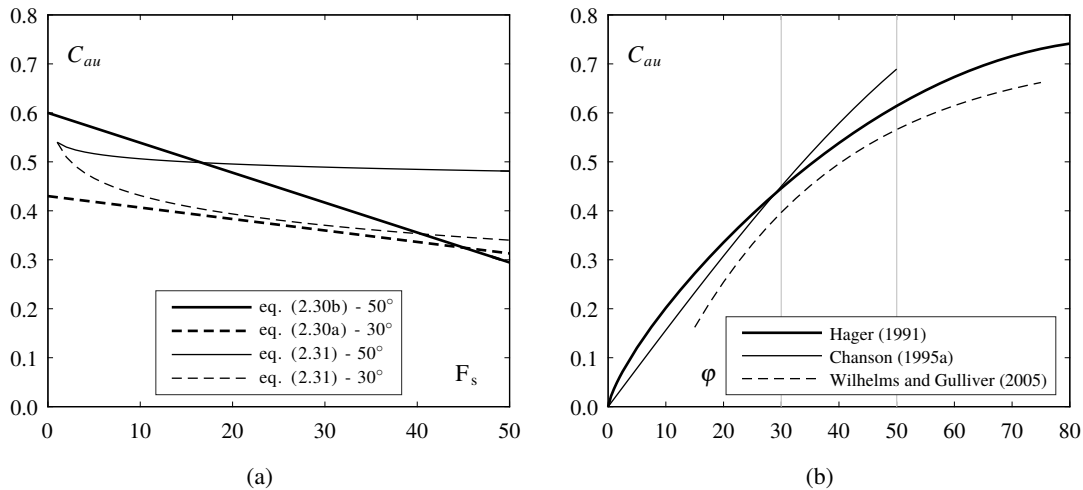 0.8
0.7
0.6
0.5
0.4
0.3
0.2
0.1
0.0
C_au
eq. (2.30b) - 50°
eq. (2.30a) - 30°
eq. (2.31) - 50°
eq. (2.31) - 30°
F_s
0 10 20 30 40 50
(a)
0.8
0.7
0.6
0.5
0.4
0.3
0.2
0.1
0.0
C_au
Hager (1991)
Chanson (1995a)
Wilhelms and Gulliver (2005)
φ
0 10 20 30 40 50 60 70 80
(b)